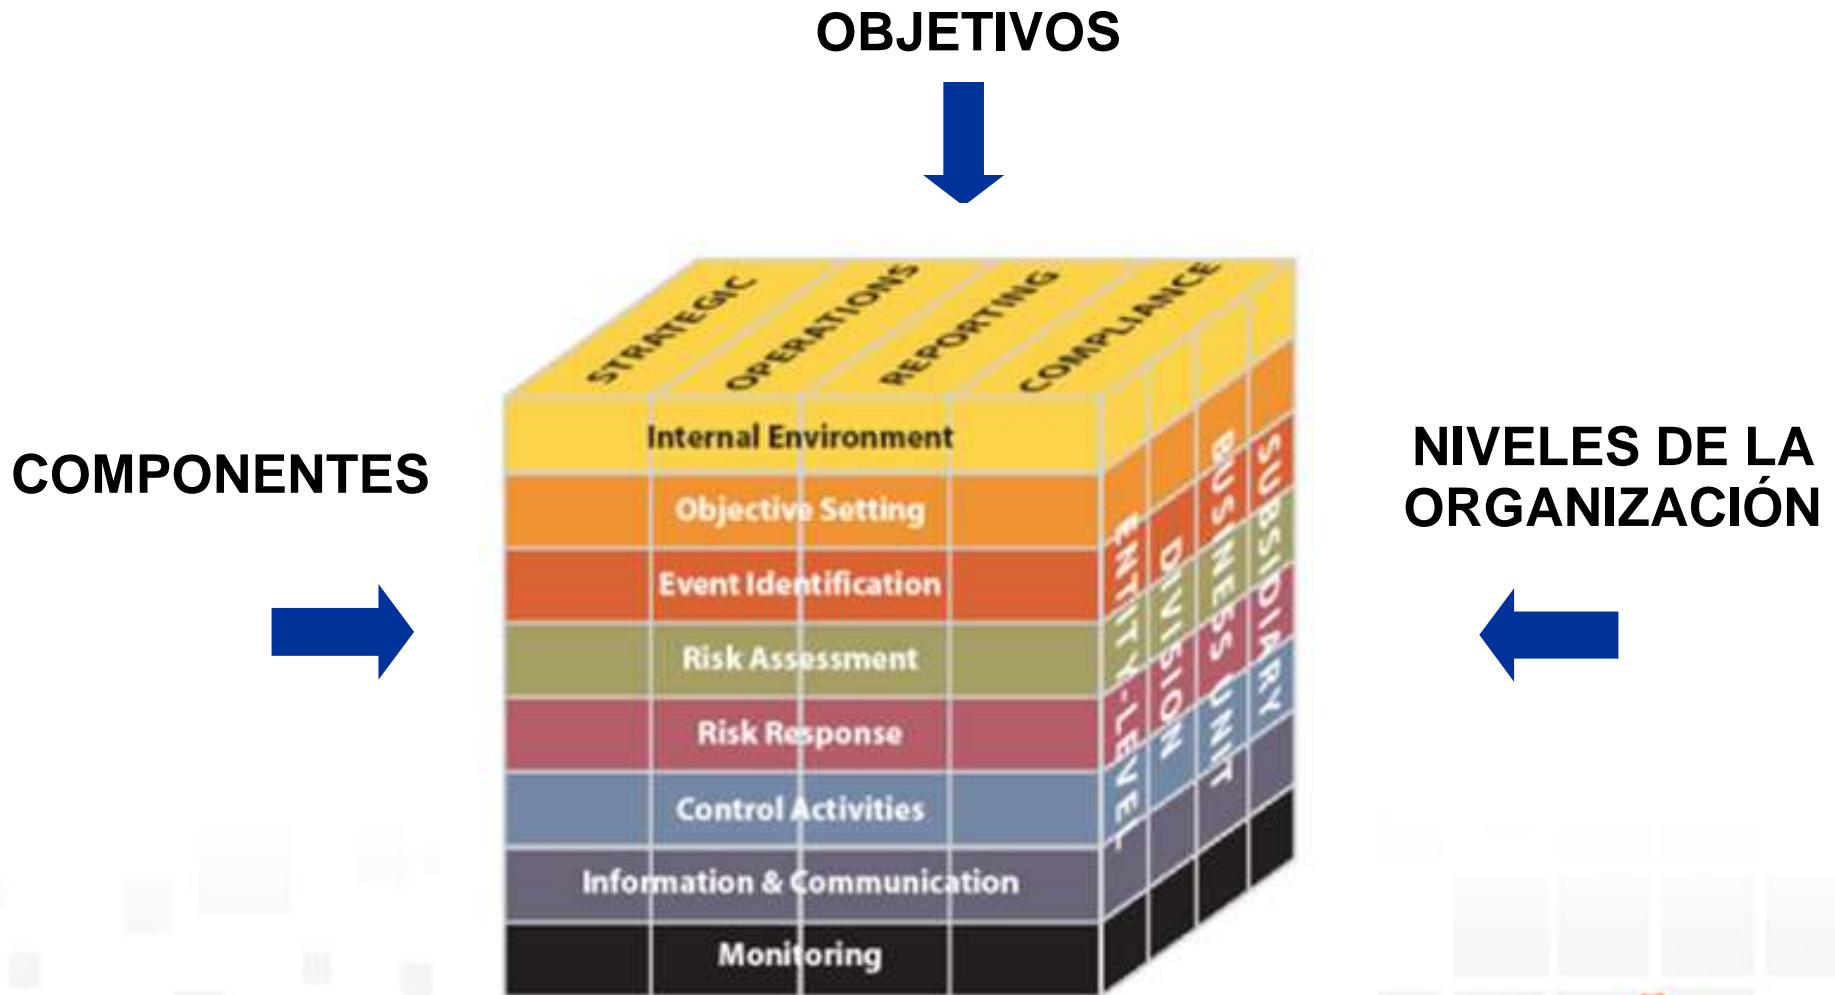 OBJETIVOS
STRATEGIC
OPERATIONS
REPORTING
COMPLIANCE
COMPONENTES
Internal Environment
Objective Setting
Event Identification
Risk Assessment
Risk Response
Control Activities
Information & Communication
Monitoring
ENTITY-LEVEL
DIVISION
BUSINESS UNIT
SUBSIDIARY
NIVELES DE LA
ORGANIZACIÓN